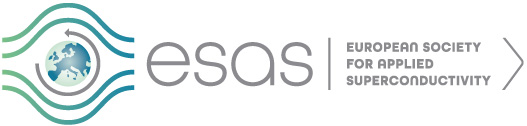 esas
EUROPEAN SOCIETY
FOR APPLIED
SUPERCONDUCTIVITY